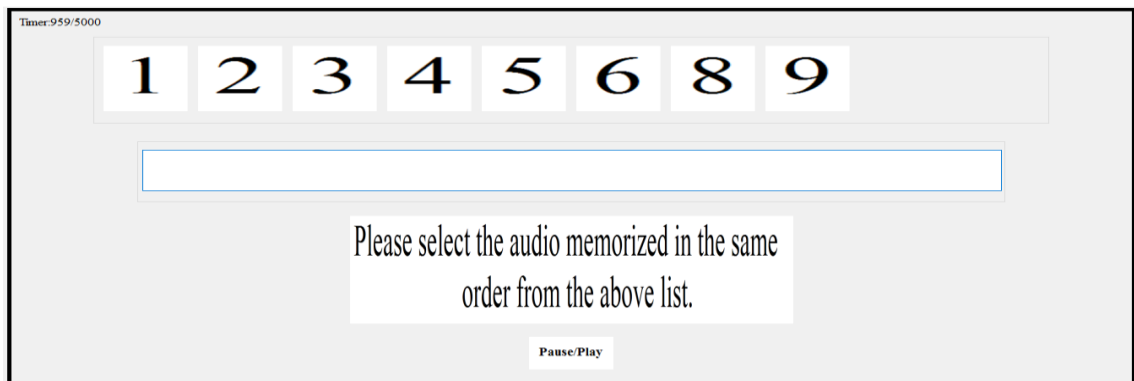 Timer:959/5000
1 2 3 4 5 6 8 9
Please select the audio memorized in the same
order from the above list.
Pause/Play